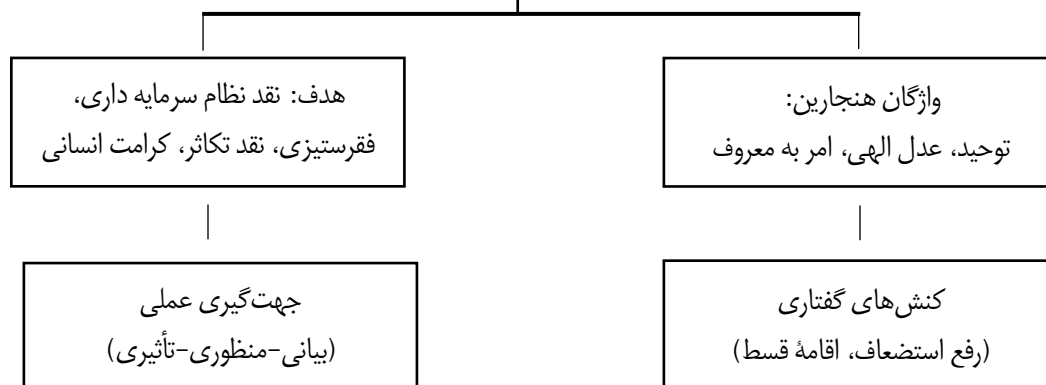 واژگان هنجارین:
توحید، عدل الهی، امر به معروف
هدف: نقد نظام سرمایه داری،
فقرستیزی، نقد تکاثر، کرامت انسانی
کنش‌های گفتاری
(رفع استضعاف، اقامهٔ قسط)
جهت‌گیری عملی
(بیانی-منظوری-تأثیری)